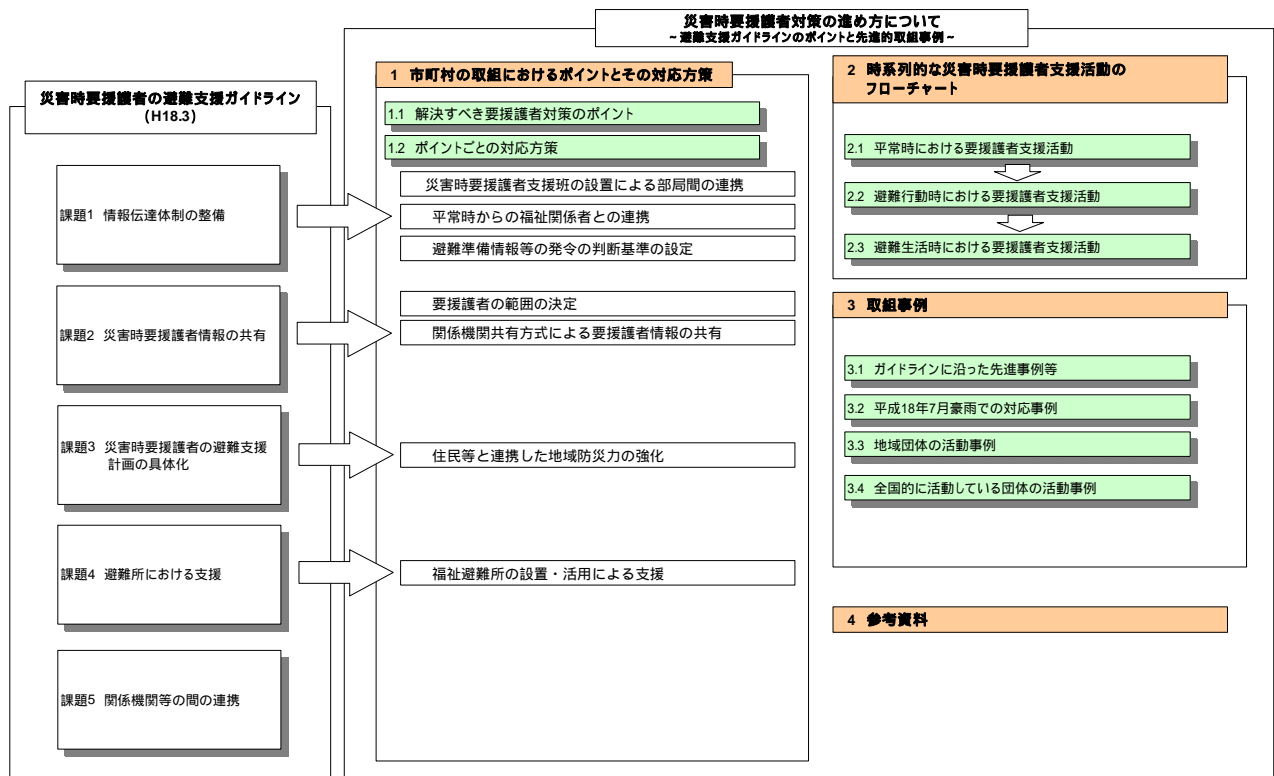 災害時要援護者対策の進め方について
~ 避難支援ガイドラインのポイントと先進的取組事例 ~
災害時要援護者の避難支援ガイドライン
(H18.3)
課題1 情報伝達体制の整備
課題2 災害時要援護者情報の共有
課題3 災害時要援護者の避難支援
計画の具体化
課題4 避難所における支援
課題5 関係機関等の間の連携
1 市町村の取組におけるポイントとその対応方策
1.1 解決すべき要援護者対策のポイント
1.2 ポイントごとの対応方策
災害時要援護者支援班の設置による部局間の連携
平常時からの福祉関係者との連携
避難準備情報等の発令の判断基準の設定
要援護者の範囲の決定
関係機関共有方式による要援護者情報の共有
住民等と連携した地域防災力の強化
福祉避難所の設置・活用による支援
2 時系列的な災害時要援護者支援活動の
フローチャート
2.1 平常時における要援護者支援活動
2.2 避難行動時における要援護者支援活動
2.3 避難生活時における要援護者支援活動
3 取組事例
3.1 ガイドラインに沿った先進事例等
3.2 平成18年7月豪雨での対応事例
3.3 地域団体の活動事例
3.4 全国的に活動している団体の活動事例
4 参考資料